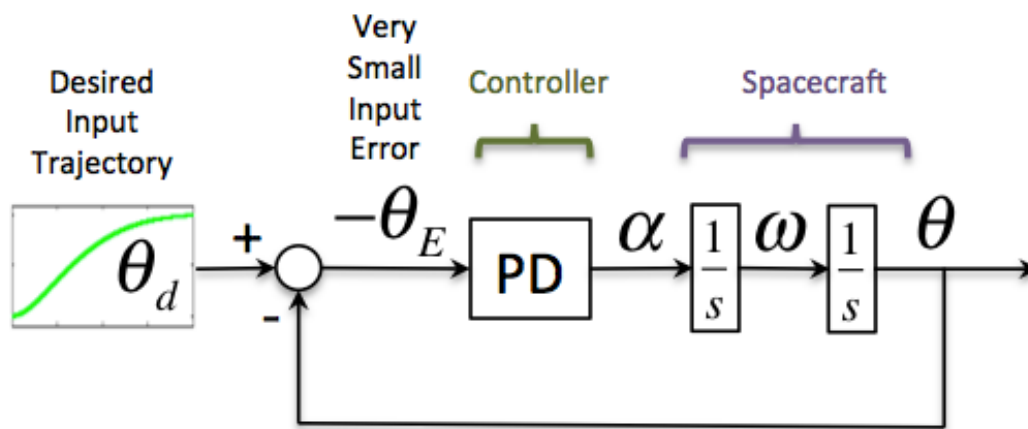 Desired
Input
Trajectory
Very
Small
Input
Error
Controller
Spacecraft
θd
+
-
−θE
PD
α
1
s
ω
1
s
θ